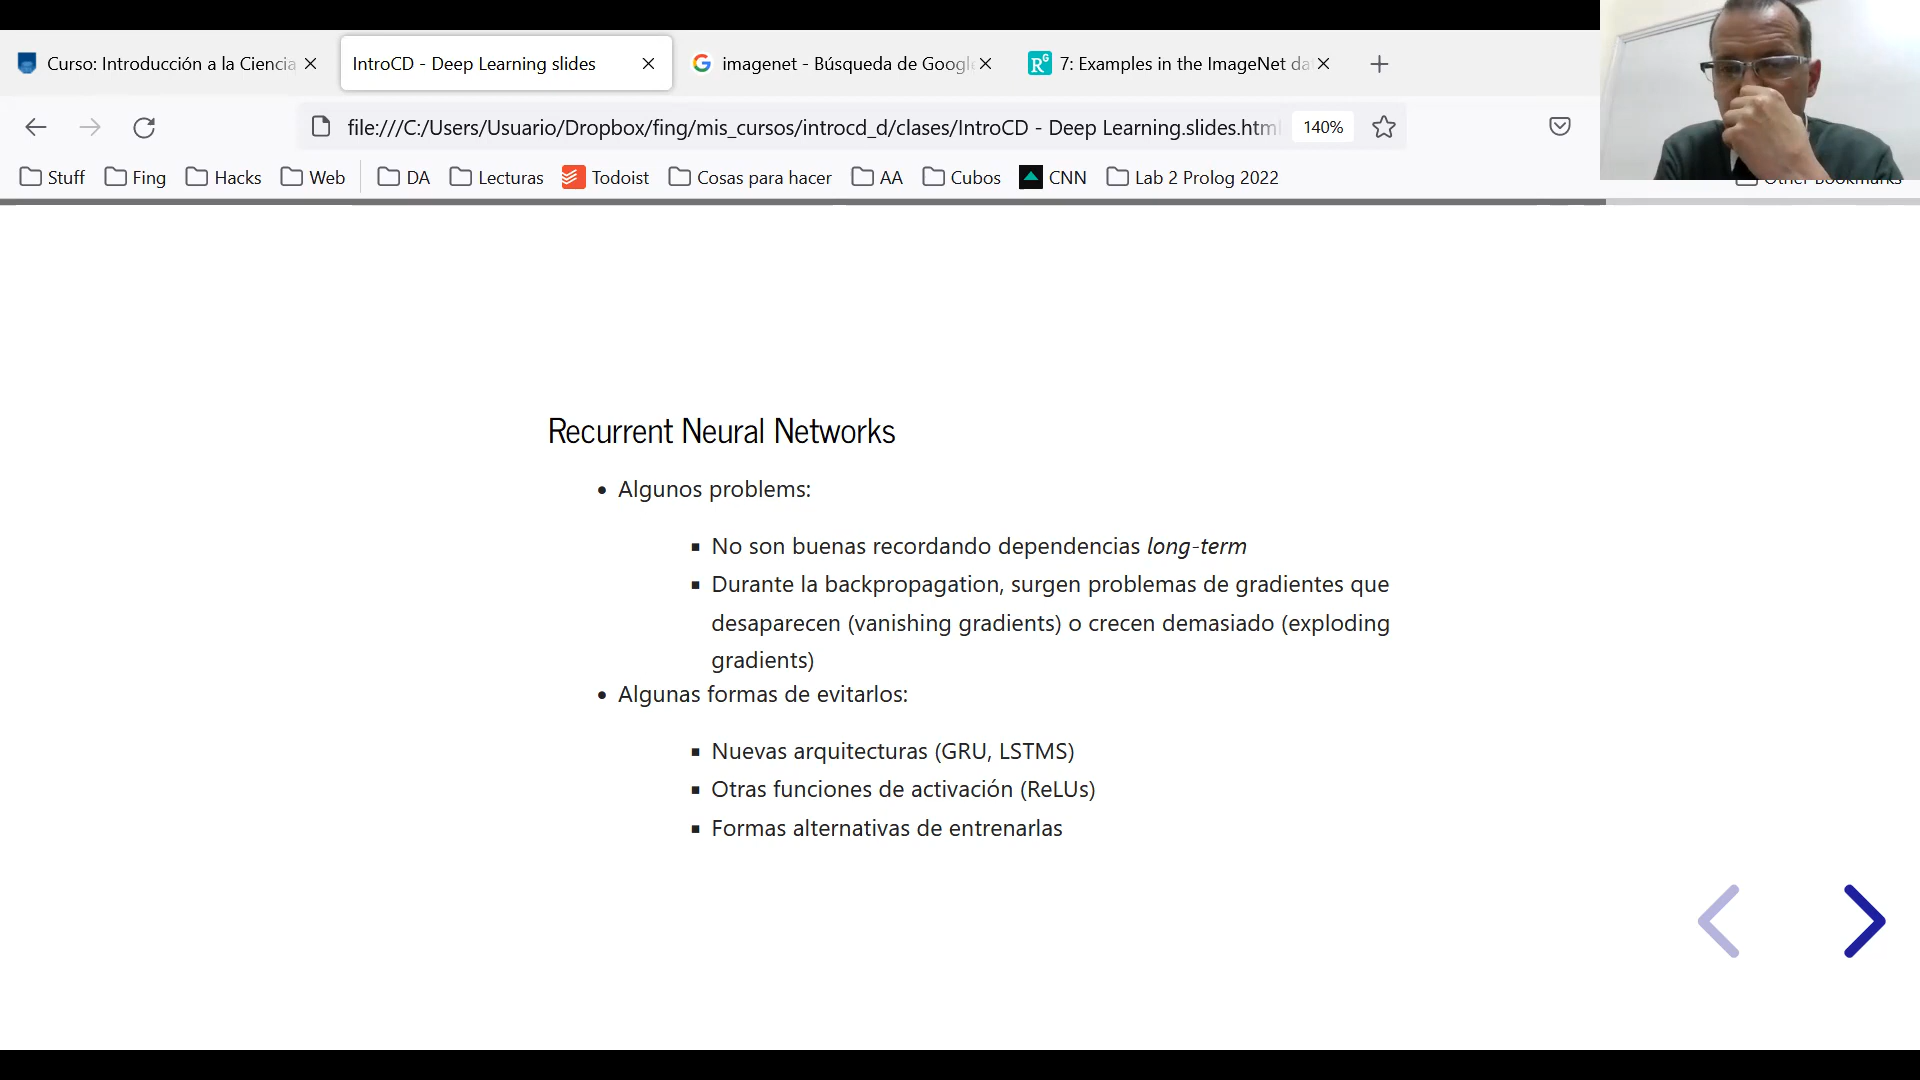 Curso: Introducción a la Ciencia
IntroCD - Deep Learning slides
imagenet - Búsqueda de Google
7: Examples in the ImageNet da
file:///C:/Users/Usuario/Dropbox/fing/mis_cursos/introcd_d/clases/IntroCD - Deep Learning.slides.html
140%
Stuff
Fing
Hacks
Web
DA
Lecturas
Todoist
Cosas para hacer
AA
Cubos
CNN
Lab 2 Prolog 2022
Other bookmarks
Recurrent Neural Networks
• Algunos problems:
▪ No son buenas recordando dependencias long-term
▪ Durante la backpropagation, surgen problemas de gradientes que
desaparecen (vanishing gradients) o crecen demasiado (exploding
gradients)
• Algunas formas de evitarlos:
▪ Nuevas arquitecturas (GRU, LSTMS)
▪ Otras funciones de activación (ReLUs)
▪ Formas alternativas de entrenarlas